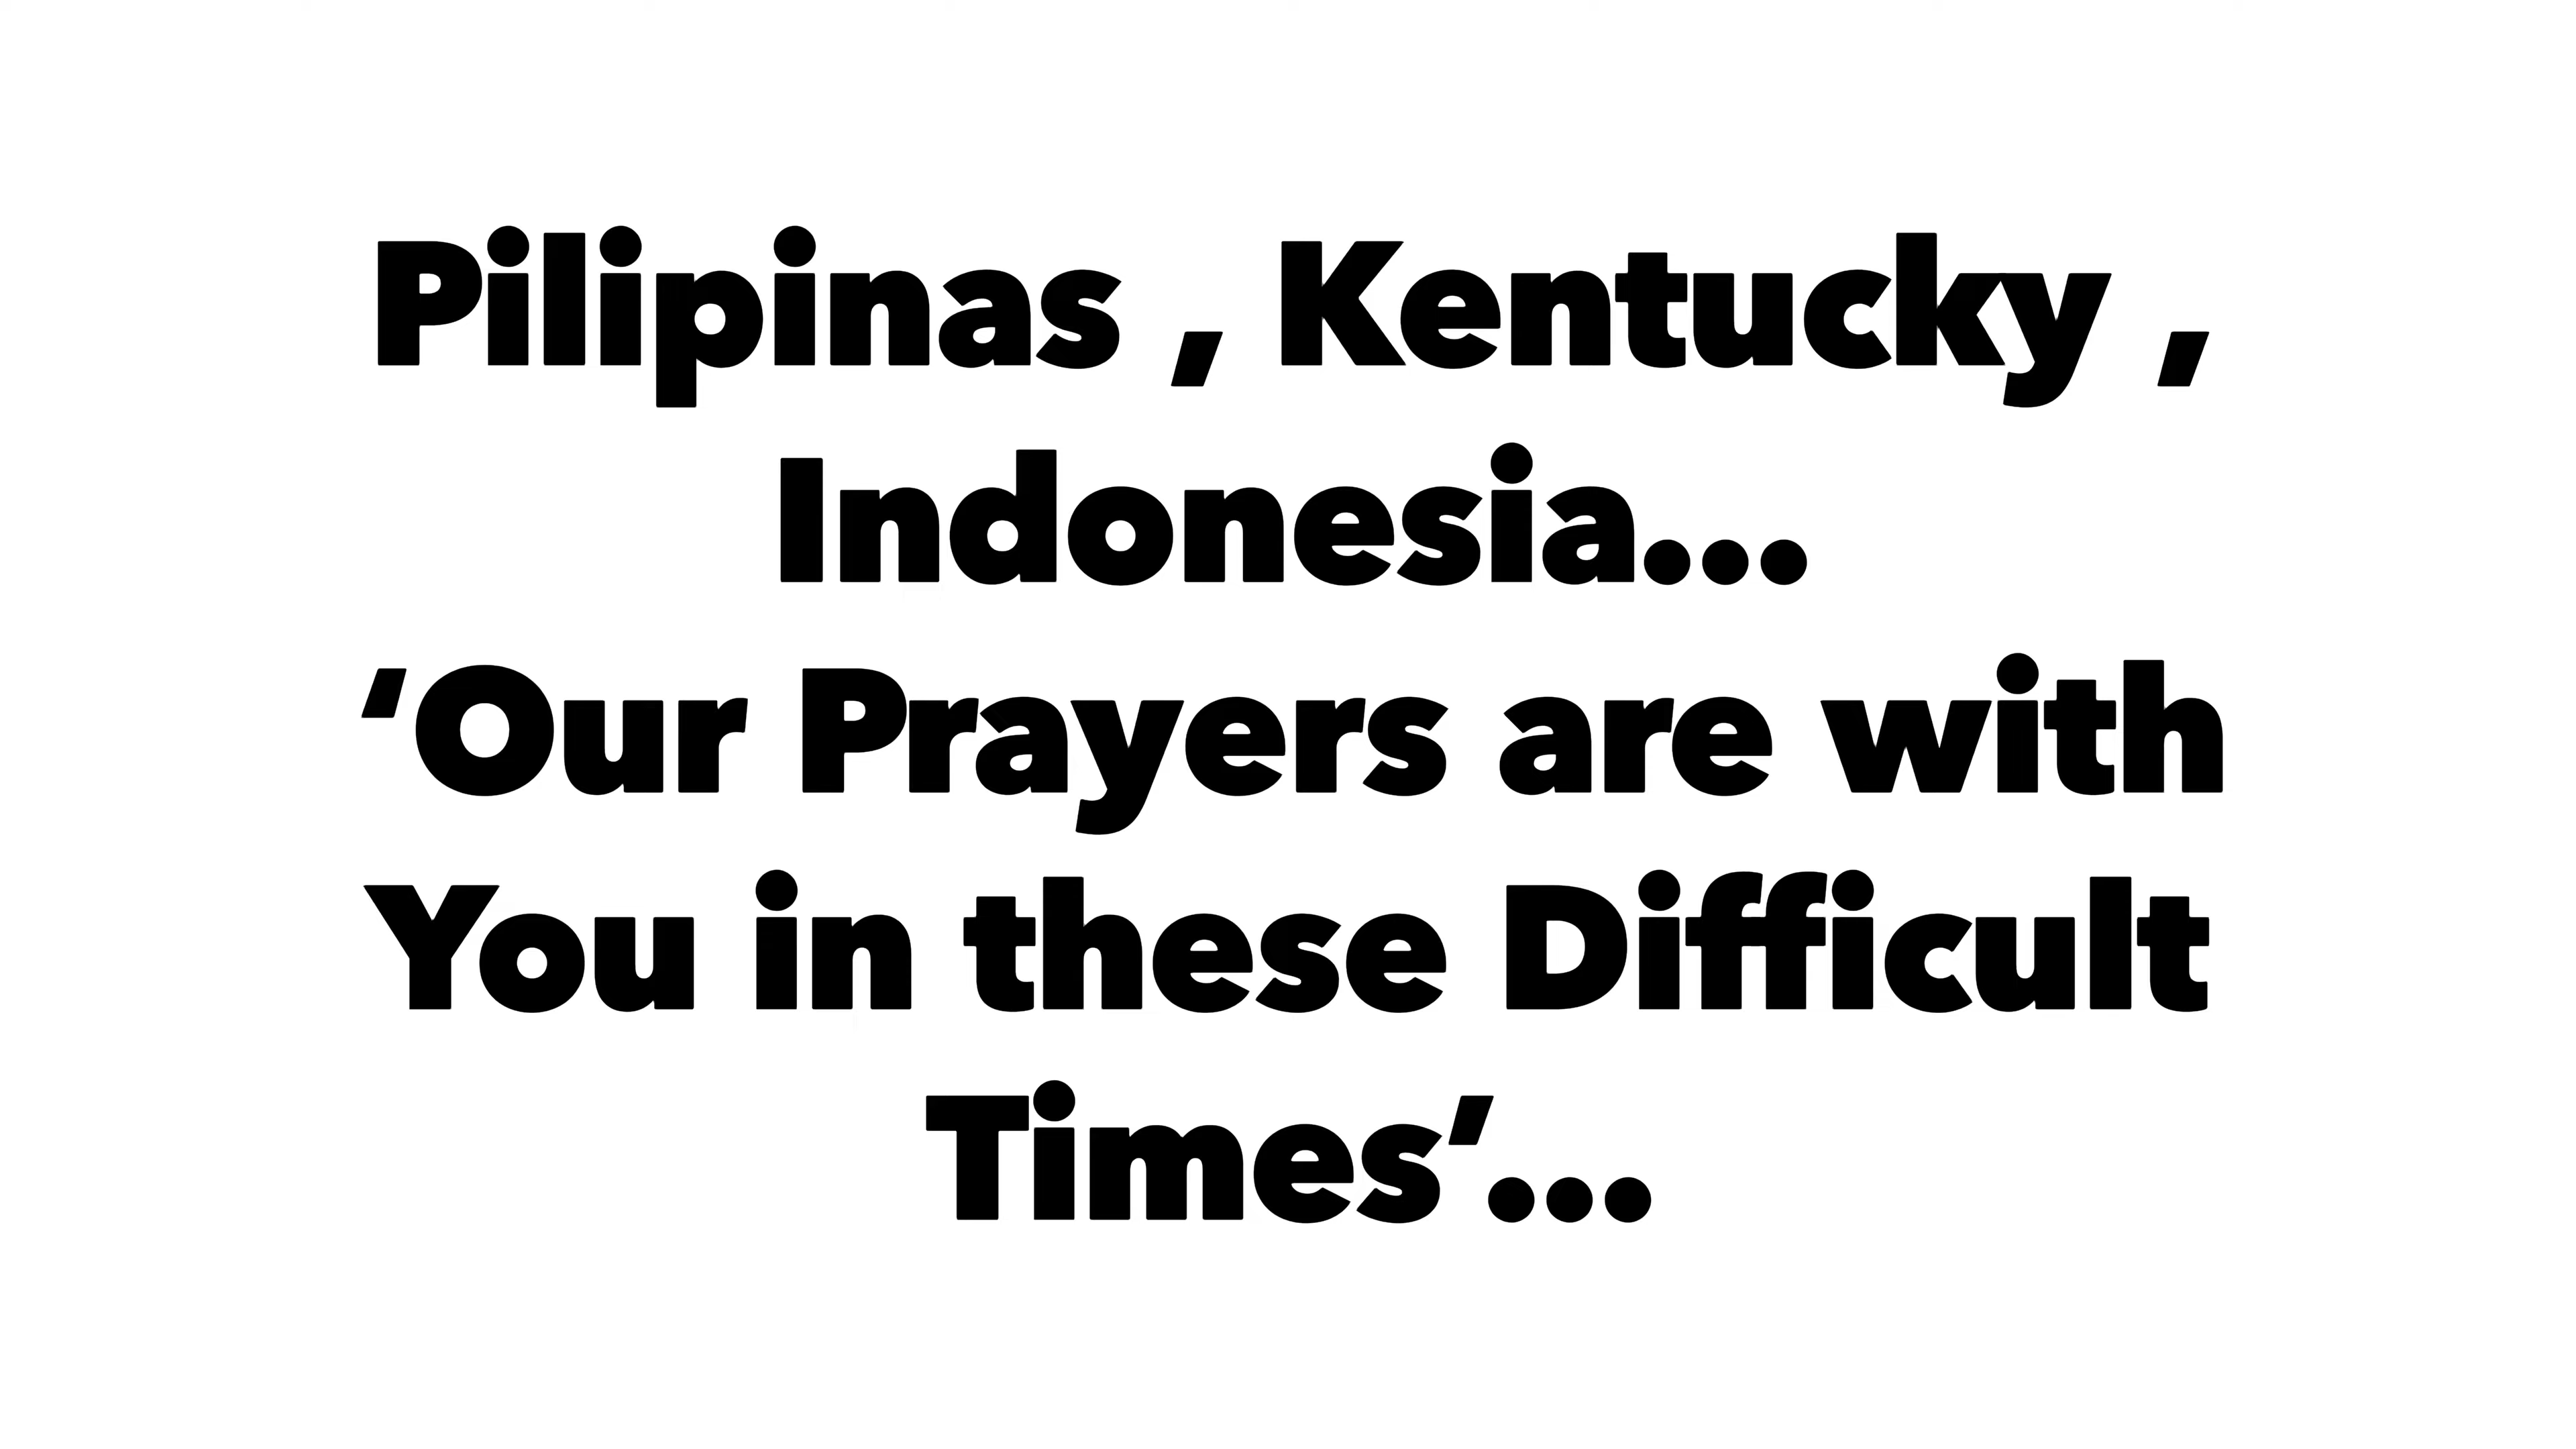 Pilipinas , Kentucky ,
Indonesia...
‘Our Prayers are with
You in these Difficult
Times’...